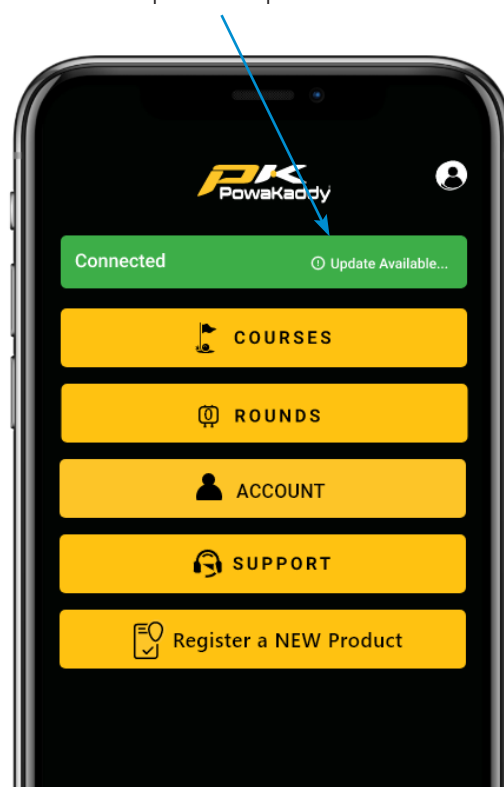 PK
PowaKaddy
Connected
Update Available...
COURSES
ROUNDS
ACCOUNT
SUPPORT
Register a NEW Product